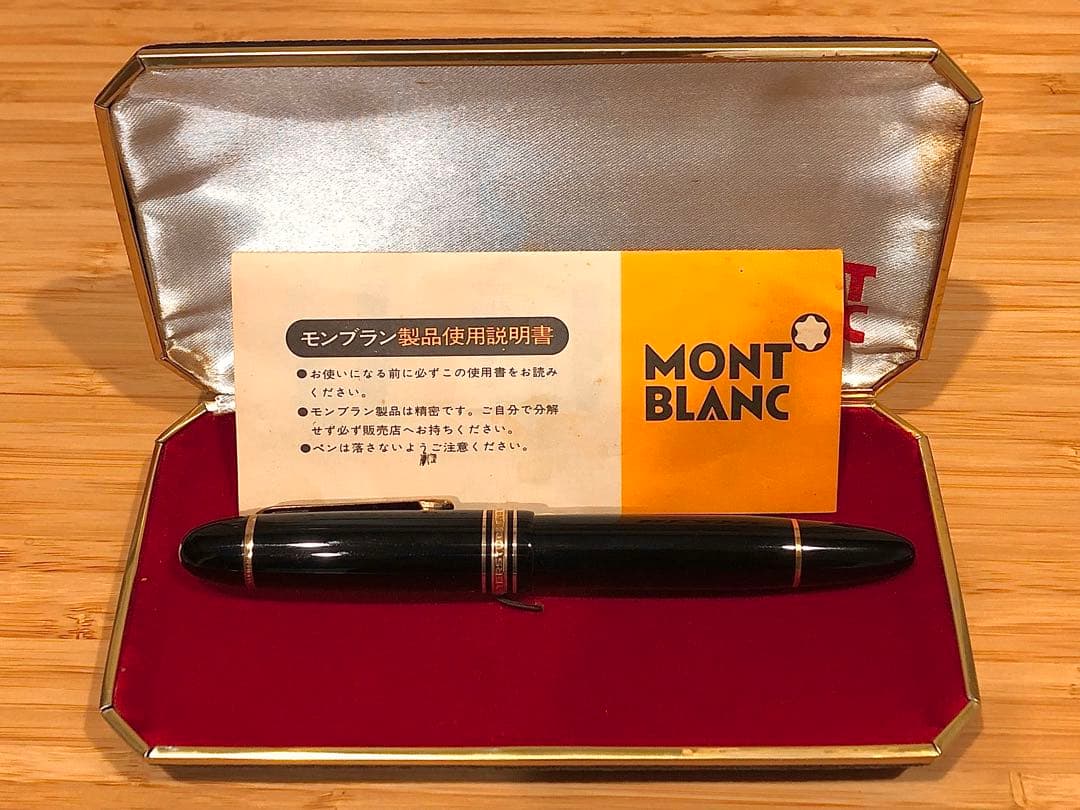 モンブラン製品使用説明書
●お使いになる前に必ずこの使用書をお読み
ください。
●モンブラン製品は精密です。ご自分で分解
せず必ず販売店へお持ちください。
●ペンは落さないようご注意ください。
MONT
BLANC
T
C